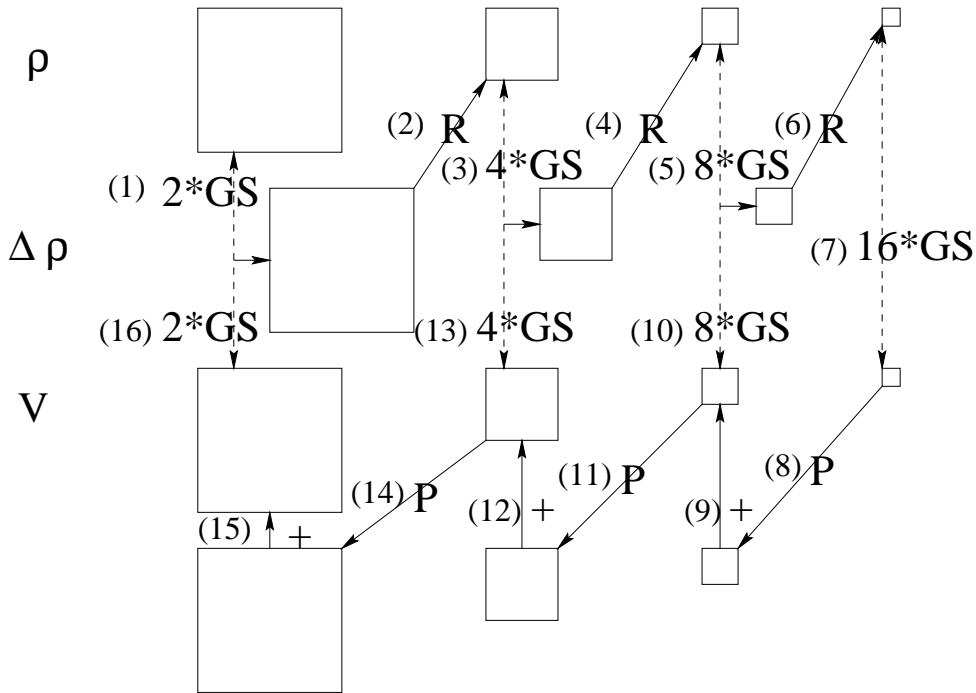 ρ
(2) R
(4) R
(6) R
(1) 2*GS
(3) 4*GS
(5) 8*GS
Δ ρ
(7) 16*GS
(16) 2*GS
(13) 4*GS
(10) 8*GS
V
(14) P
(11) P
(8) P
(15) +
(12) +
(9) +